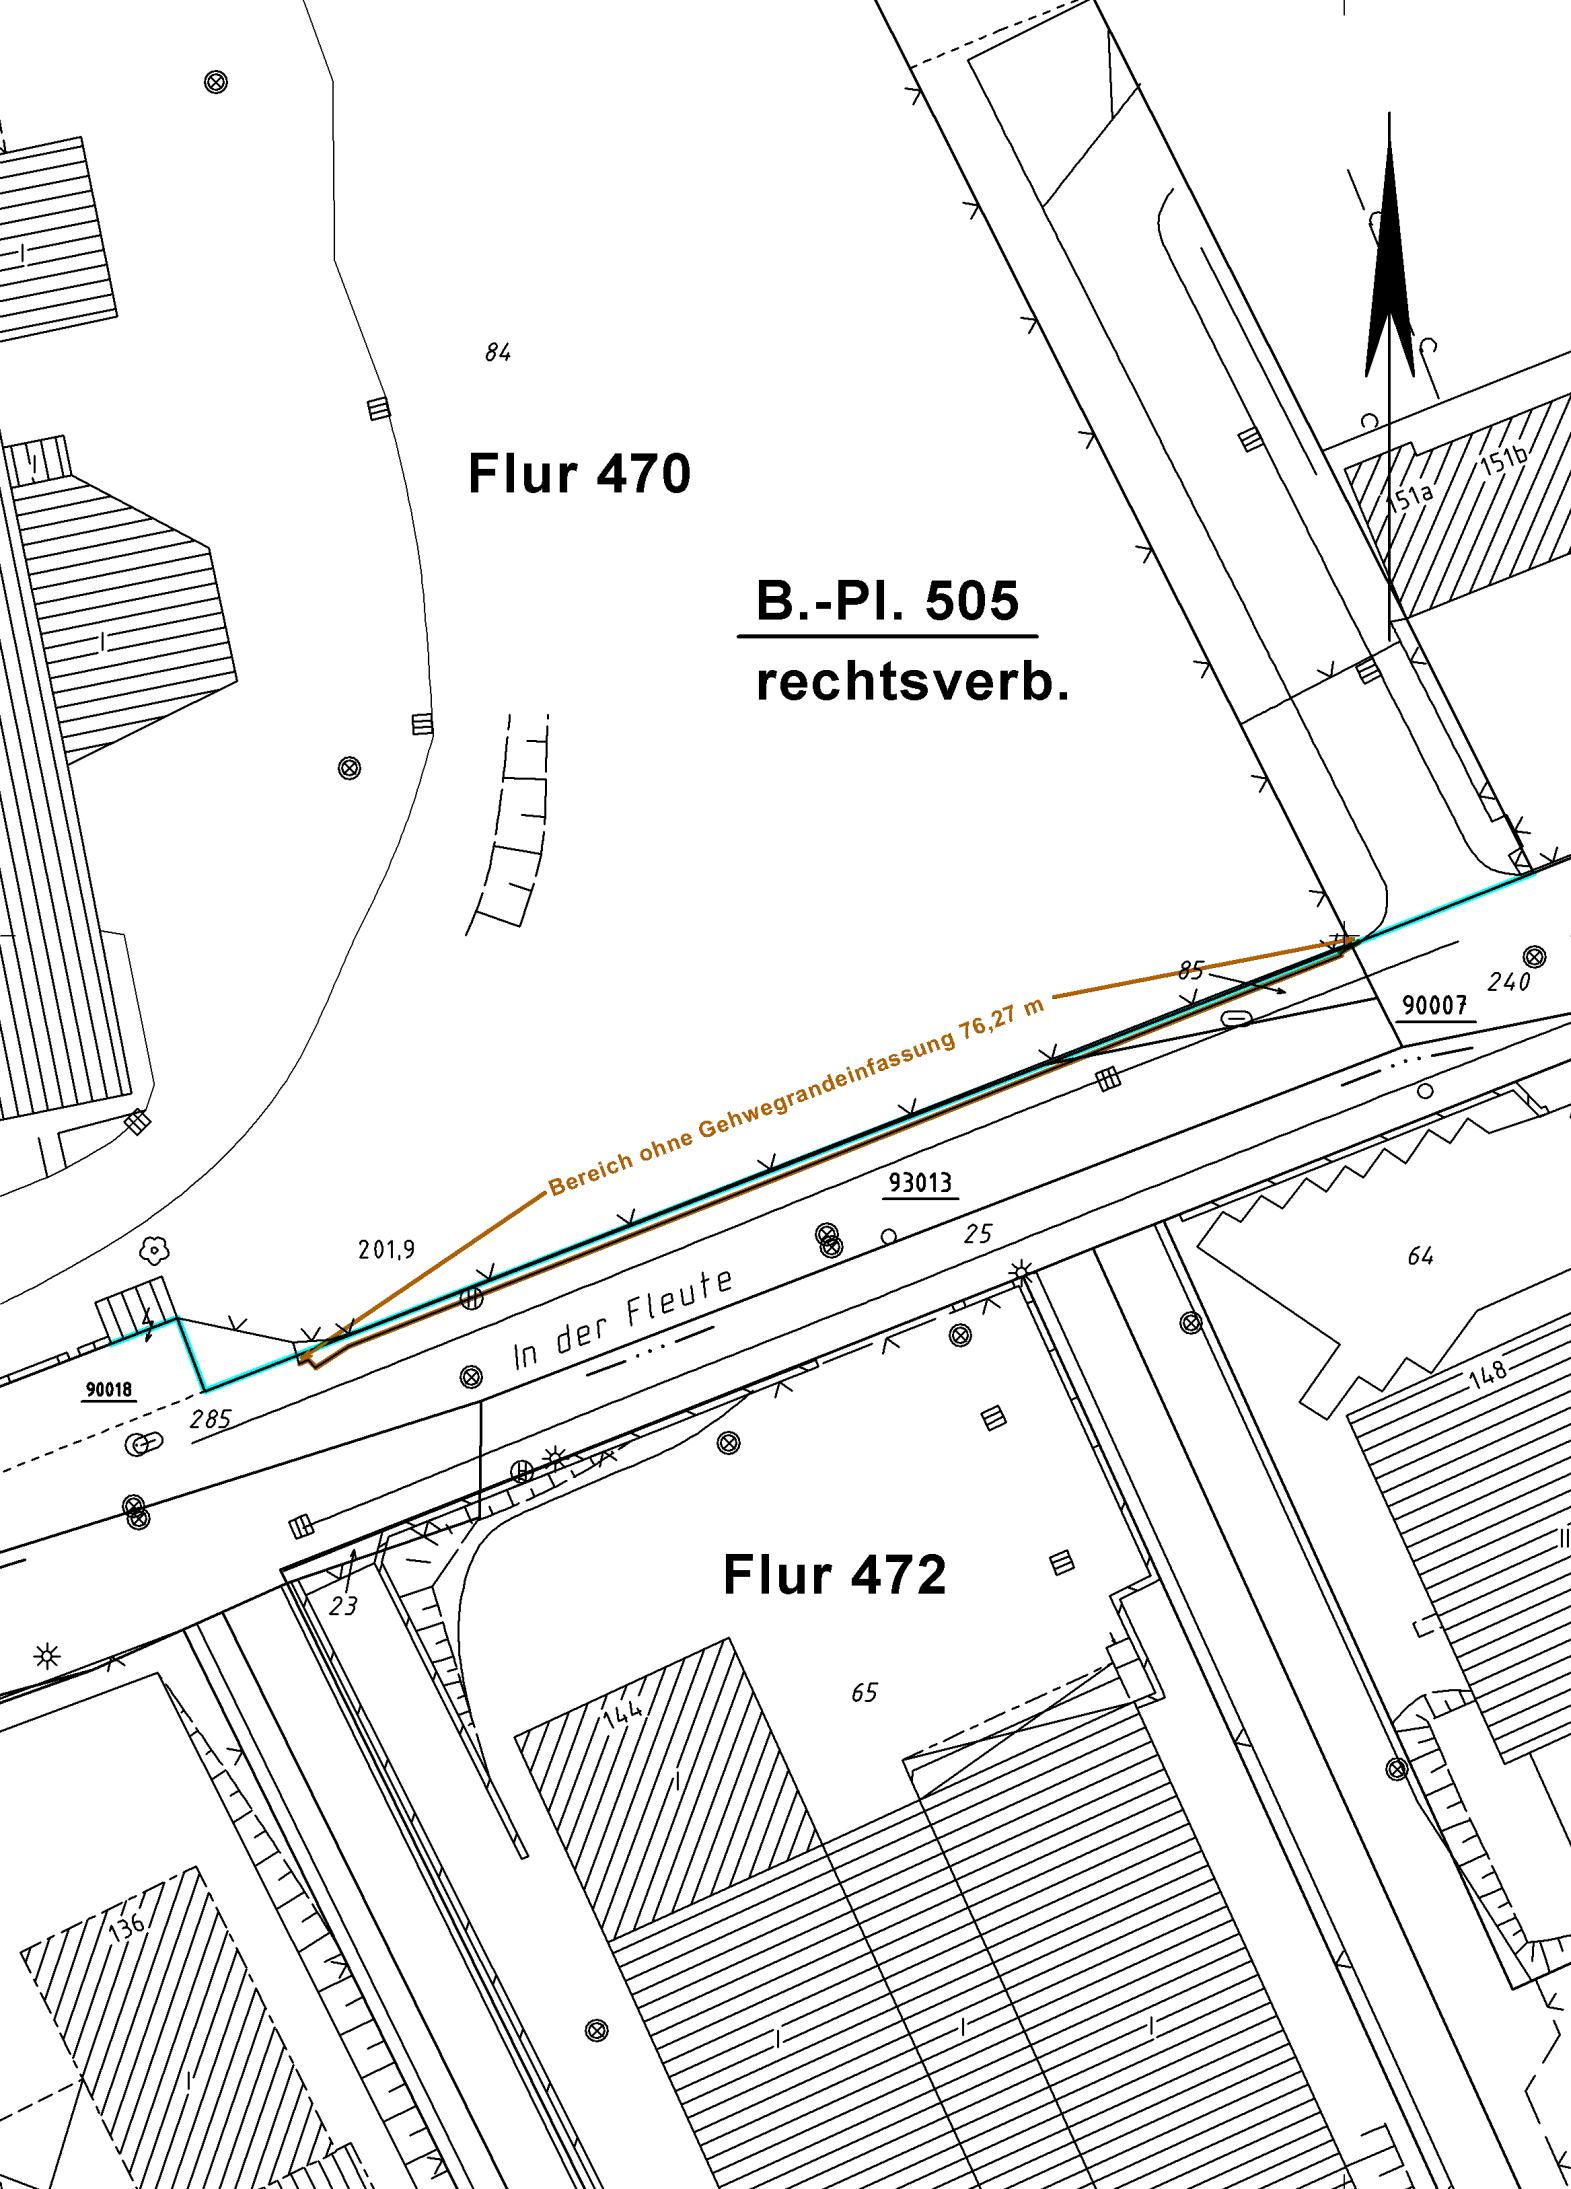 84
Flur 470
151b
151a
B.-Pl. 505
rechtsverb.
85
240
90007
Bereich ohne Gehwegrandeinfassung 76,27 m
93013
25
201,9
64
In der Fleute
90018
285
148
II
Flur 472
23
65
144
136